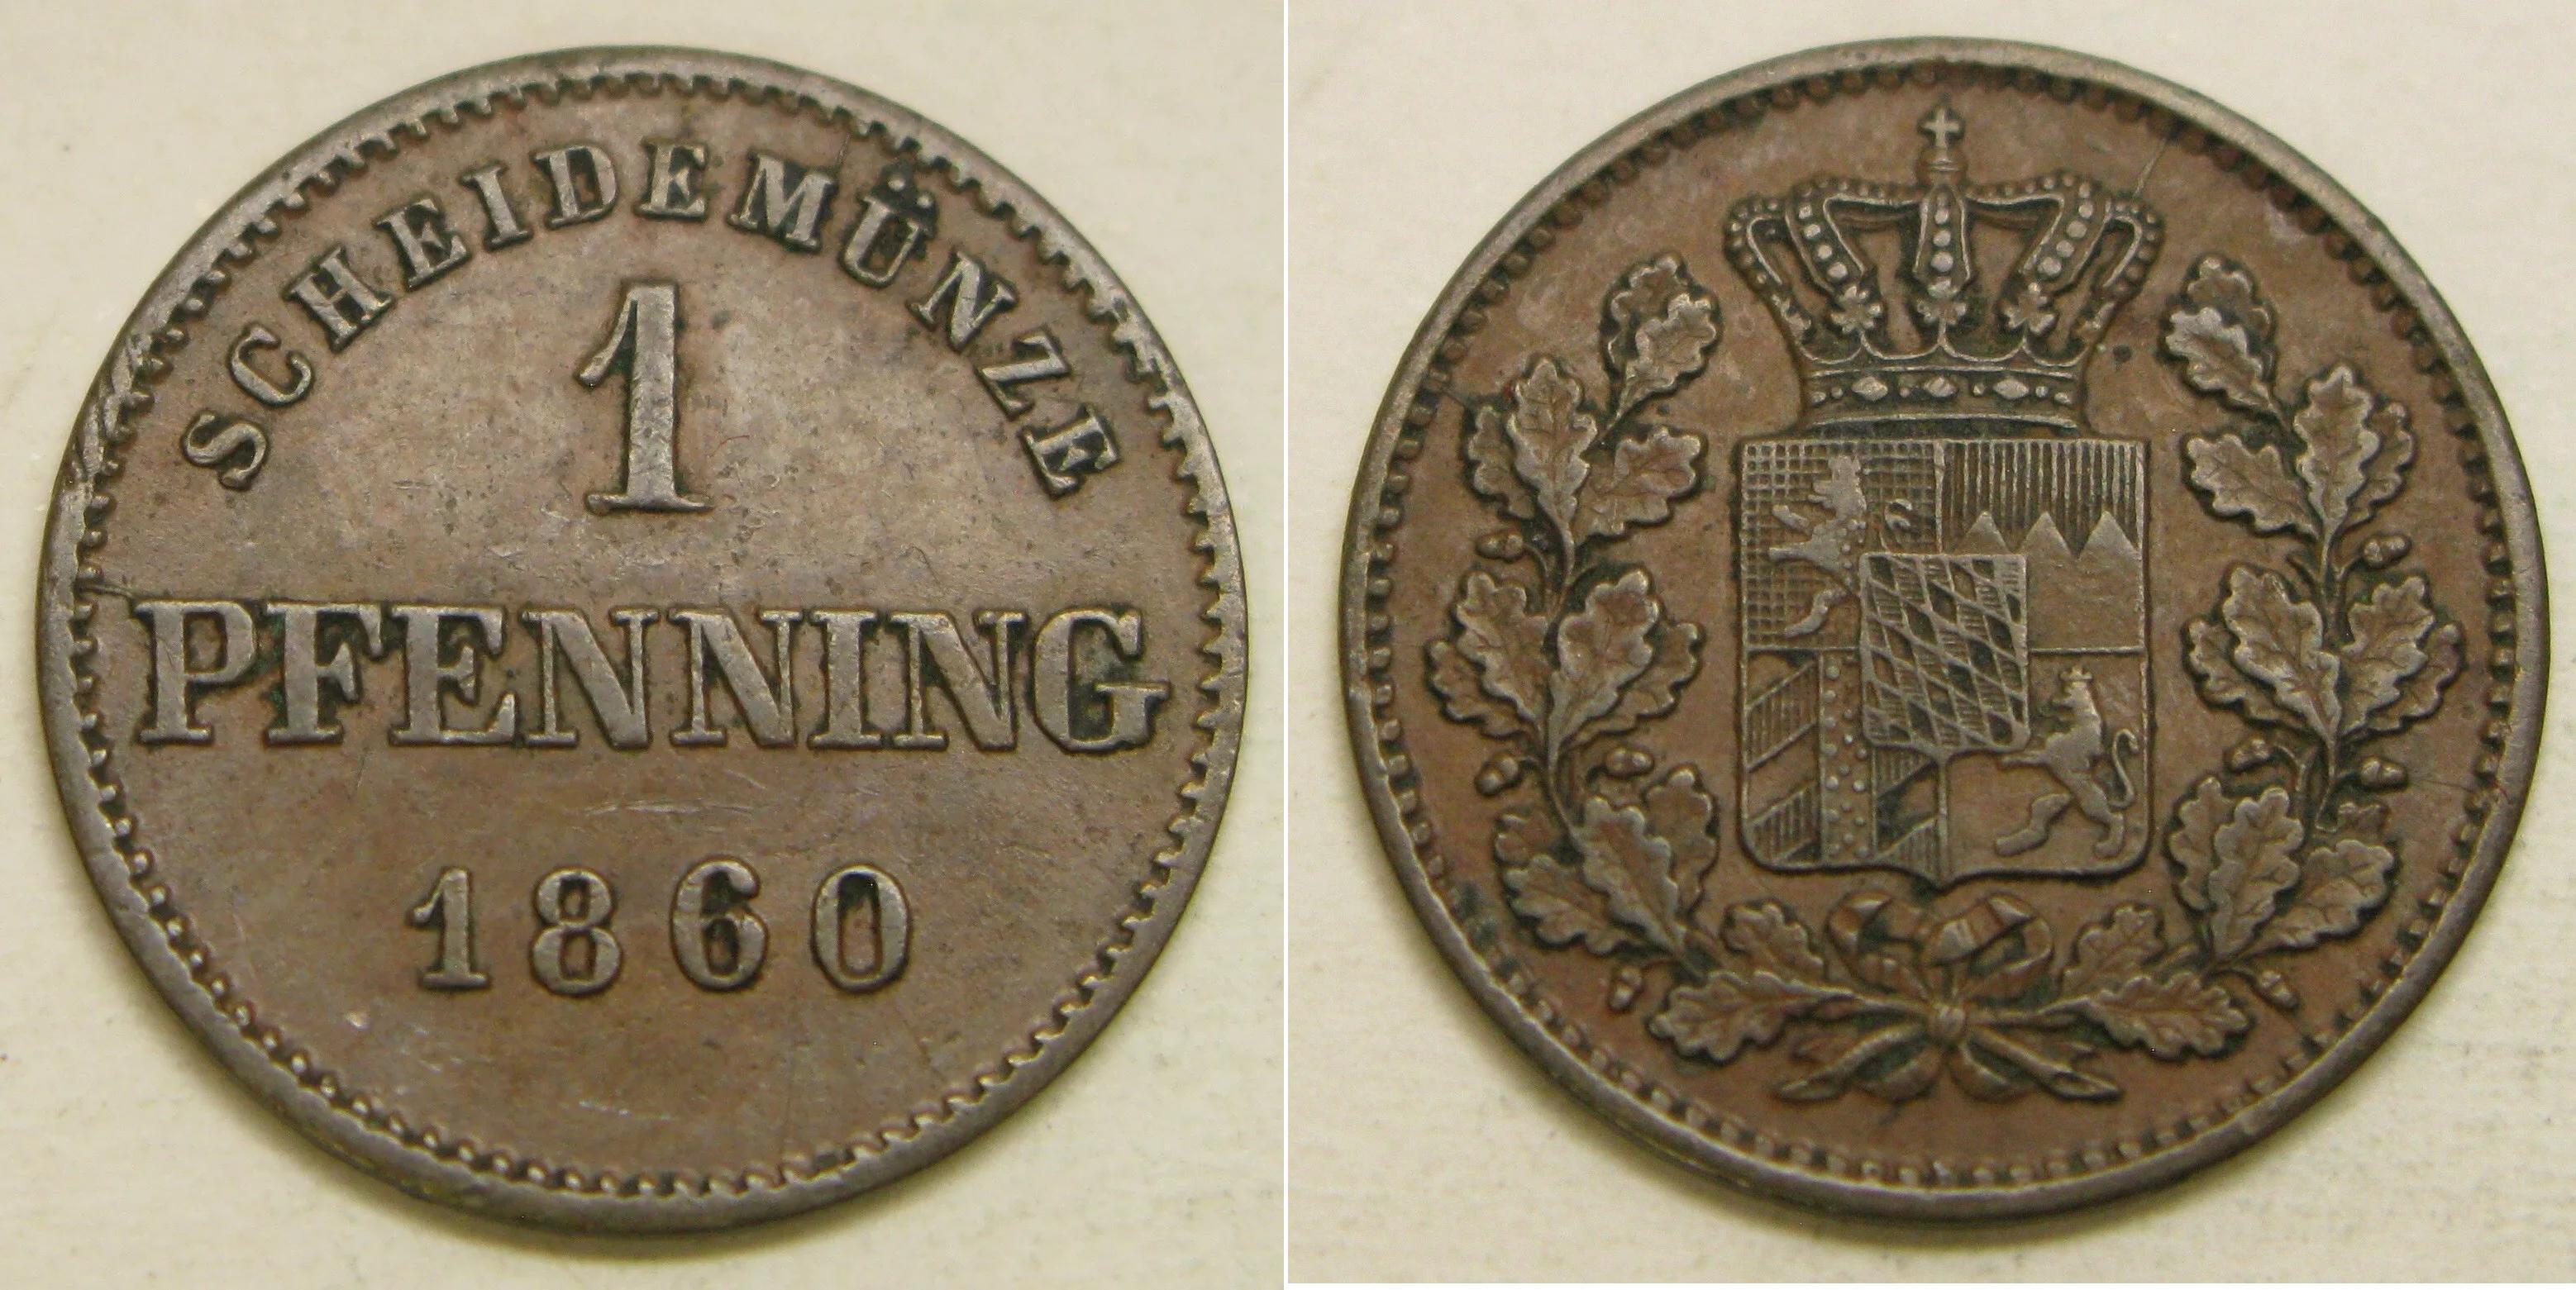 SCHEIDEMÜNZE
1
PFENNING
1860